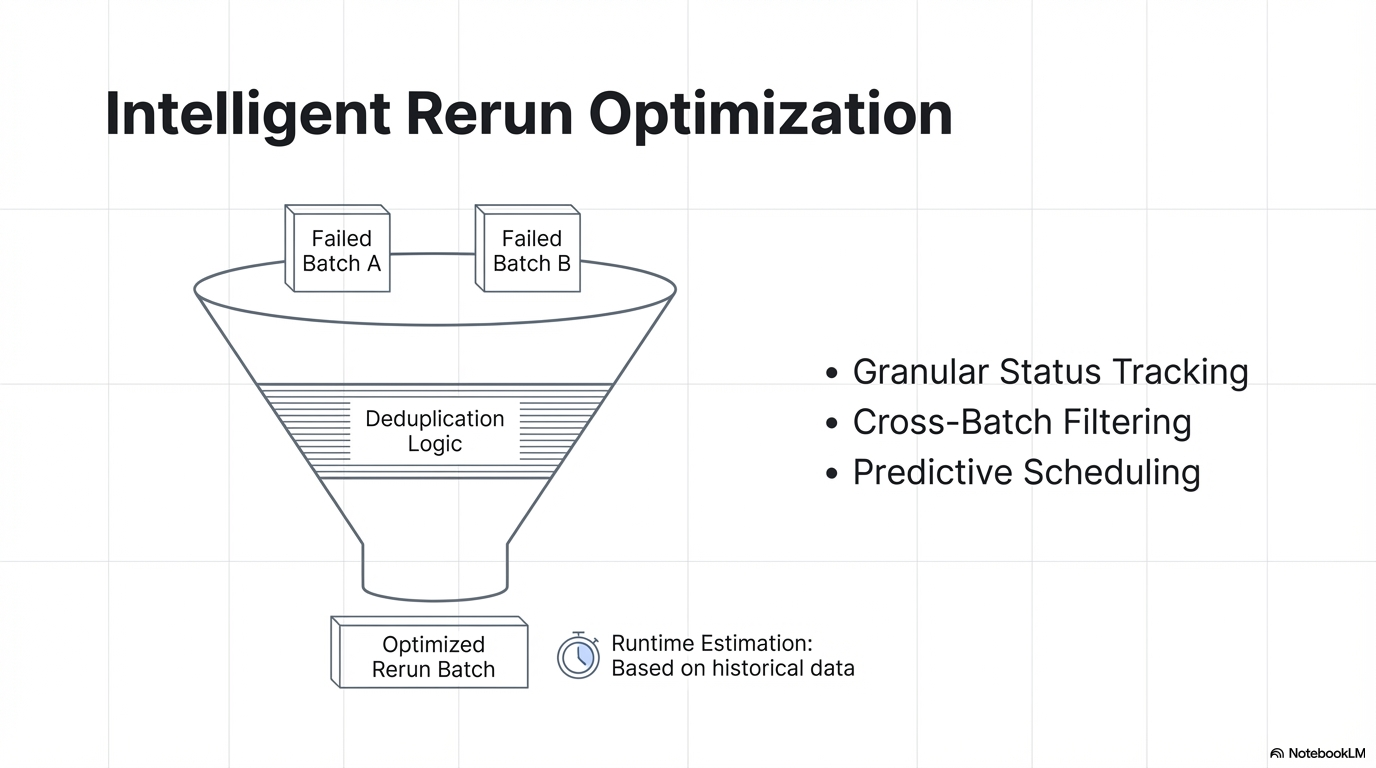 Intelligent Rerun Optimization
Failed
Batch A
Failed
Batch B
Deduplication
Logic
Optimized
Rerun Batch
Runtime Estimation:
Based on historical data
• Granular Status Tracking
• Cross-Batch Filtering
• Predictive Scheduling
NotebookLM